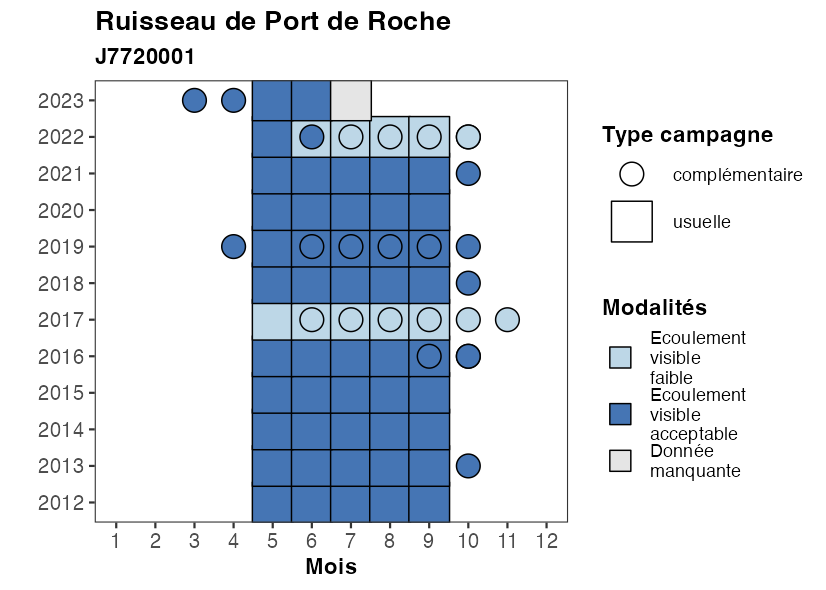 Ruisseau de Port de Roche
J7720001
2023
2022
2021
2020
2019
2018
2017
2016
2015
2014
2013
2012
1 2 3 4 5 6 7 8 9 10 11 12
Mois
Type campagne
complémentaire
usuelle
Modalités
Ecoulement
visible
faible
Ecoulement
visible
acceptable
Donnée
manquante